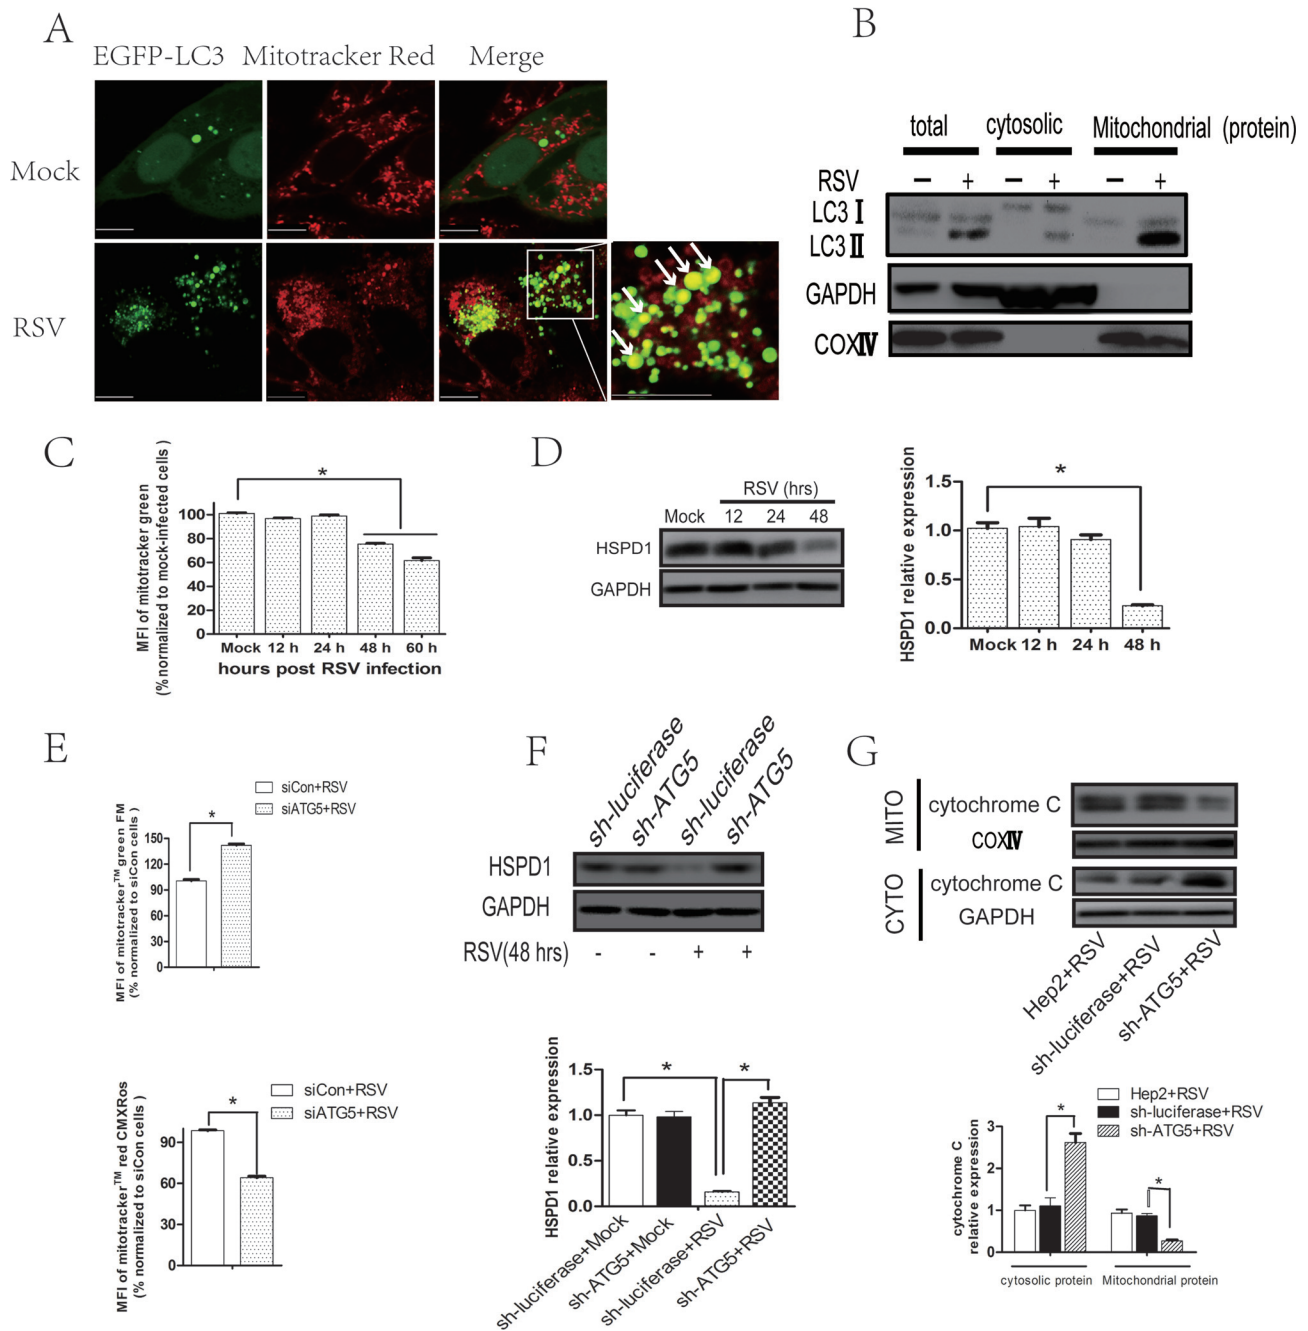 A
EGFP-LC3 Mitotracker Red Merge
Mock
RSV
B
total cytosolic Mitochondrial (protein)
RSV − + − + − +
LC3 Ⅰ
LC3 Ⅱ
GAPDH
COXⅣ
C
MFI of mitotracker green
(% normalized to mock-infected cells )
100
80
60
40
20
0
Mock 12 h 24 h 48 h 60 h
hours post RSV infection
*
D
RSV (hrs)
Mock 12 24 48
HSPD1
GAPDH
HSPD1 relative expression
1.5
1.0
0.5
0.0
Mock 12 h 24 h 48 h
*
E
siCon+RSV
siATG5+RSV
MFI of mitotracker™ green FM
(% normalized to siCon cells )
150
120
90
60
30
0
*
siCon+RSV
siATG5+RSV
MFI of mitotracker™ red CMXRos
(% normalized to siCon cells )
90
60
30
0
*
F
sh-luciferase
sh-ATG5
sh-luciferase
sh-ATG5
HSPD1
GAPDH
RSV(48 hrs) - - + +
HSPD1 relative expression
1.5
1.0
0.5
0.0
* *
sh-luciferase+Mock
sh-ATG5+Mock
sh-luciferase+RSV
sh-ATG5+RSV
G
MITO
cytochrome C
COXⅣ
CYTO
cytochrome C
GAPDH
Hep2+RSV
sh-luciferase+RSV
sh-ATG5+RSV
Hep2+RSV
sh-luciferase+RSV
sh-ATG5+RSV
cytochrome C
relative expression
3
2
1
0
* *
cytosolic protein Mitochondrial protein